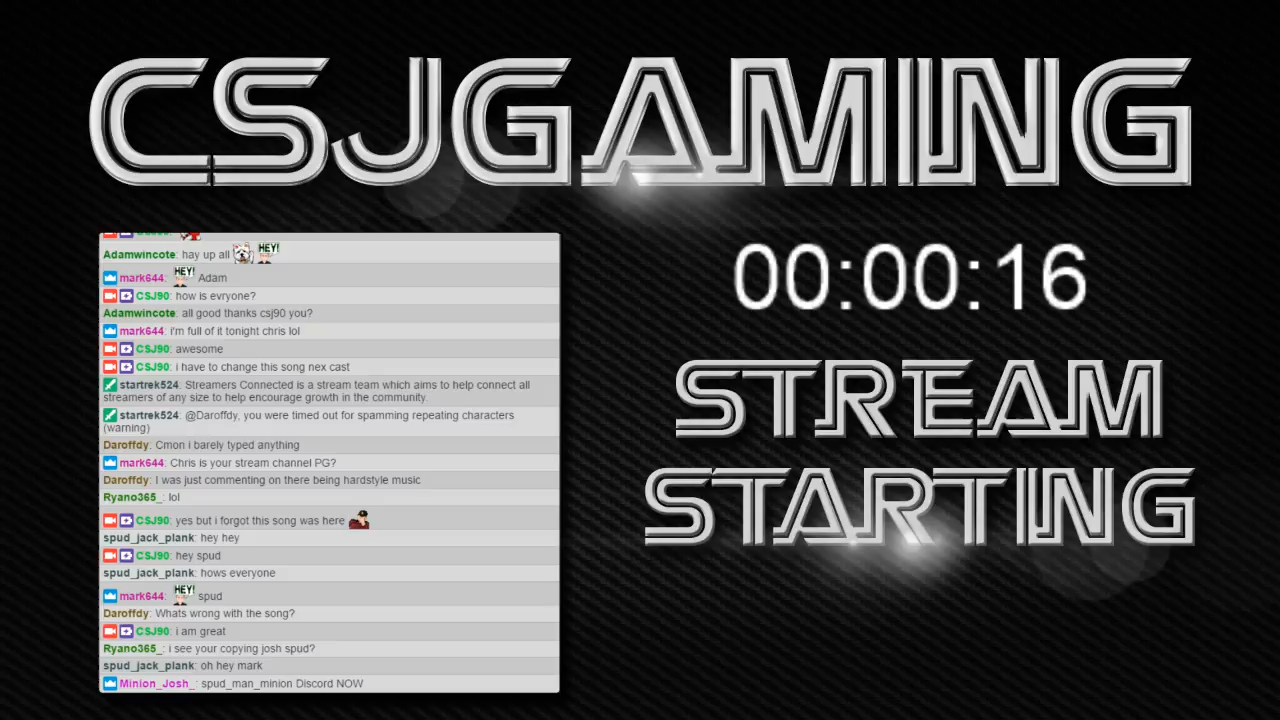 CSJGAMING
Adamwincote: hay up all HEY!
mark644: HEY! Adam
CSJ90: how is evryone?
Adamwincote: all good thanks csj90 you?
mark644: i'm full of it tonight chris lol
CSJ90: awesome
CSJ90: i have to change this song nex cast
startrek524: Streamers Connected is a stream team which aims to help connect all
streamers of any size to help encourage growth in the community.
startrek524: @Daroffdy, you were timed out for spamming repeating characters
(warning)
Daroffdy: Cmon i barely typed anything
mark644: Chris is your stream channel PG?
Daroffdy: I was just commenting on there being hardstyle music
Ryano365_: lol
CSJ90: yes but i forgot this song was here
spud_jack_plank: hey hey
CSJ90: hey spud
spud_jack_plank: hows everyone
mark644: HEY! spud
Daroffdy: Whats wrong with the song?
CSJ90: i am great
Ryano365_: i see your copying josh spud?
spud_jack_plank: oh hey mark
Minion_Josh_: spud_man_minion Discord NOW
00:00:16
STREAM
STARTING